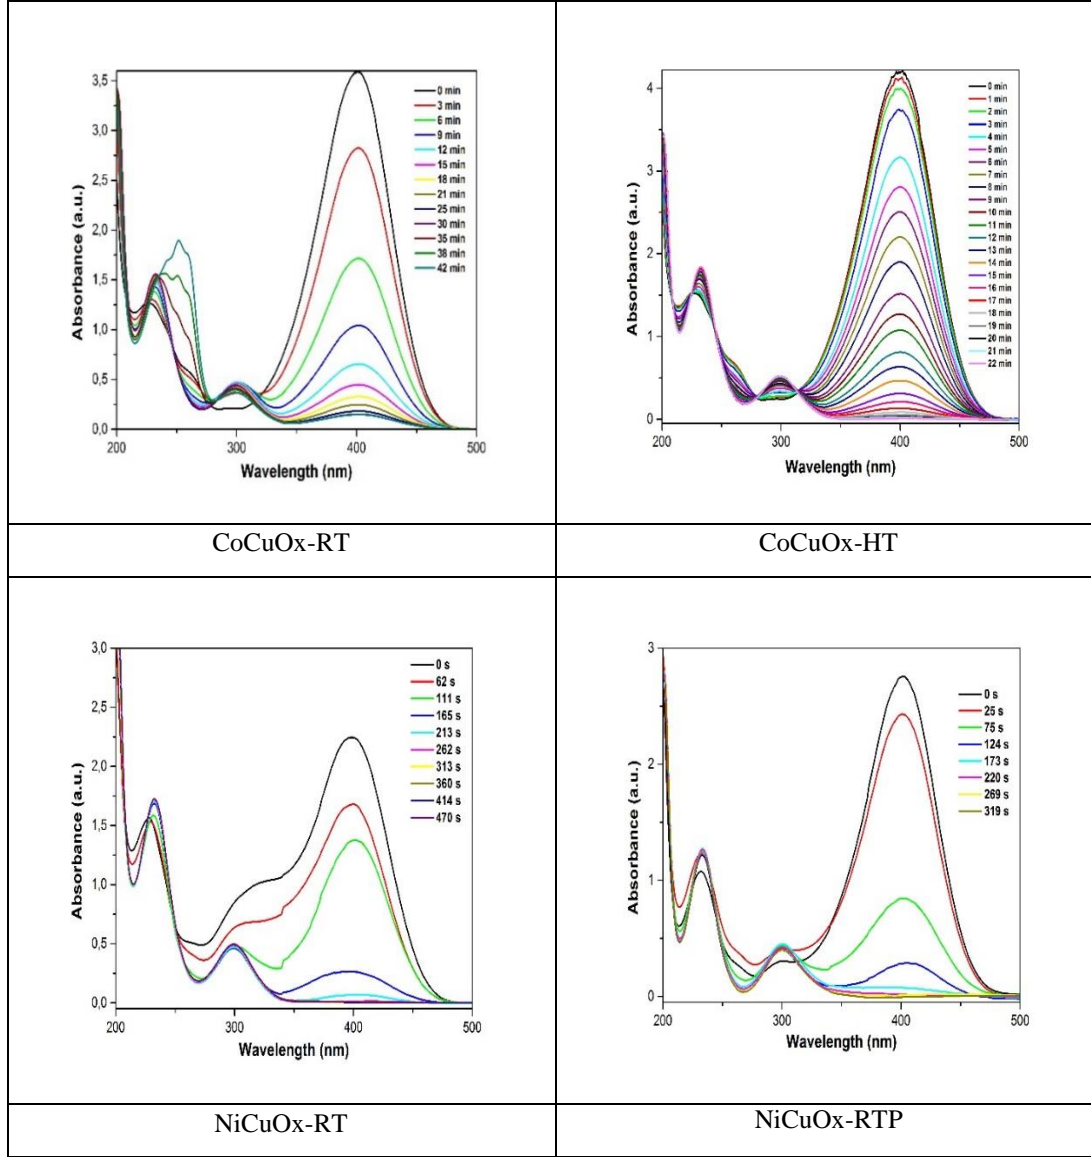 3,5
3,0
2,5
2,0
1,5
1,0
0,5
0,0
Absorbance (a.u.)
200 300 400 500
Wavelength (nm)
0 min
3 min
6 min
9 min
12 min
15 min
18 min
21 min
25 min
30 min
35 min
38 min
42 min
4
3
2
1
0
Absorbance (a.u.)
200 300 400 500
Wavelength (nm)
0 min
1 min
2 min
3 min
4 min
5 min
6 min
7 min
8 min
9 min
10 min
11 min
12 min
13 min
14 min
15 min
16 min
17 min
18 min
19 min
20 min
21 min
22 min
CoCuOx-RT
CoCuOx-HT
3,0
2,5
2,0
1,5
1,0
0,5
0,0
Absorbance (a.u.)
200 300 400 500
Wavelength (nm)
0 s
62 s
111 s
165 s
213 s
262 s
313 s
360 s
414 s
470 s
3
2
1
0
Absorbance (a.u.)
200 300 400 500
Wavelength (nm)
0 s
25 s
75 s
124 s
173 s
220 s
269 s
319 s
NiCuOx-RT
NiCuOx-RTP